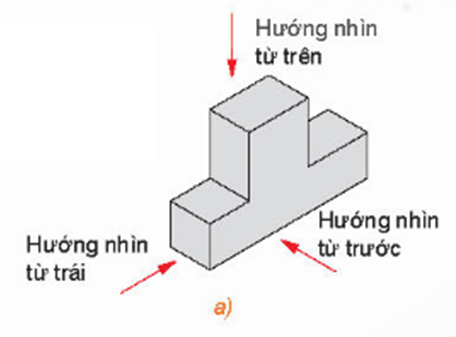 Hướng nhìn
từ trên
Hướng nhìn
từ trái
Hướng nhìn
từ trước
a)